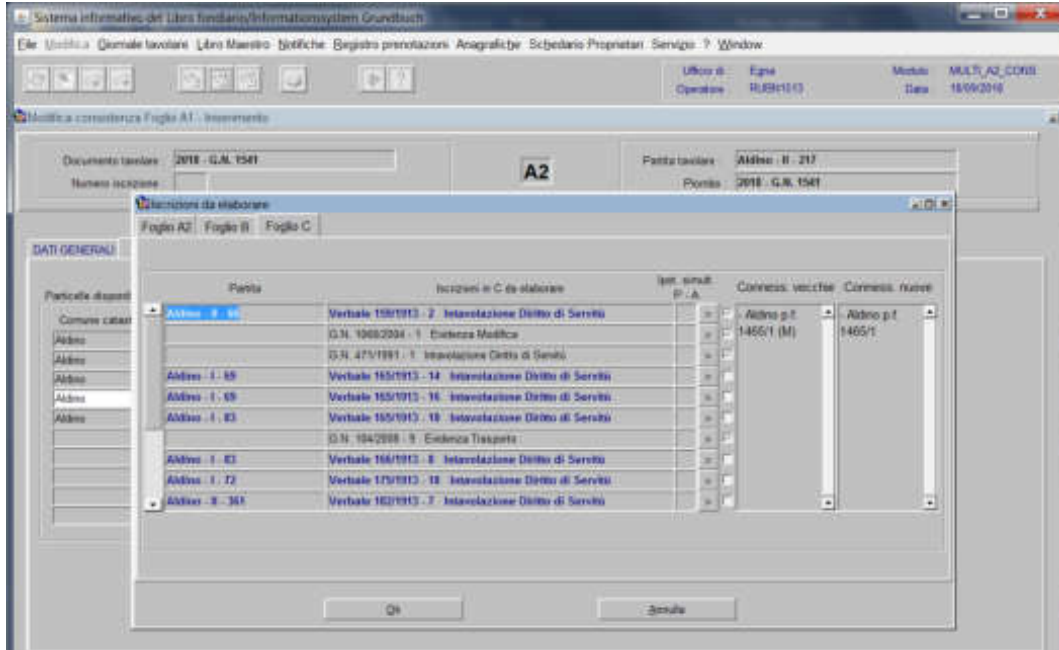 Sistema informativo del Libro fondiario/Informationssystem Grundbuch
File Modifica Giornale tavolare Libro Maestro Notifiche Registro prenotazioni Anagrafiche Schedario Proprietari Servizio ? Window
Ufficio di Egna Modulo MULTI_A2_CONS
Operatore Data 18/09/2018
Modifica consistenza Foglio A1 - Inserimento
Documento tavolare 2018 - G.N. 1541 A2 Partita tavolare Aldino - II - 217
Numero iscrizione Piombo 2018 - G.N. 1541
Iscrizioni da elaborare
Foglio A2 Foglio B Foglio C
DATI GENERALI
Particelle disponi
Comune catas
Aldino
Aldino
Aldino
Aldino
Aldino
Partita Iscrizioni in C da elaborare Ipot. simult. P - A Conness. vecchie Conness. nuove
Aldino - II - 66 Verbale 159/1913 - 2 Intavolazione Diritto di Servitù - Aldino p.f. 1465/1 (M) - Aldino p.f. 1465/1
G.N. 1068/2004 - 1 Evidenza Modifica
G.N. 471/1991 - 1 Intavolazione Diritto di Servitù
Aldino - I - 69 Verbale 165/1913 - 14 Intavolazione Diritto di Servitù
Aldino - I - 69 Verbale 165/1913 - 16 Intavolazione Diritto di Servitù
Aldino - I - 83 Verbale 165/1913 - 18 Intavolazione Diritto di Servitù
G.N. 104/2008 - 9 Evidenza Trasporto
Aldino - I - 83 Verbale 166/1913 - 8 Intavolazione Diritto di Servitù
Aldino - I - 72 Verbale 175/1913 - 18 Intavolazione Diritto di Servitù
Aldino - II - 361 Verbale 182/1913 - 7 Intavolazione Diritto di Servitù
Ok Annulla